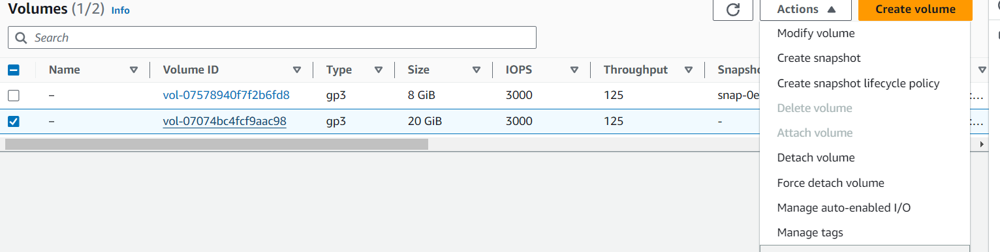 Volumes (1/2) Info
Actions
Create volume
Search
Name Volume ID Type Size IOPS Throughput
– vol-07578940f7f2b6fd8 gp3 8 GiB 3000 125 snap-0e
– vol-07074bc4fcf9aac98 gp3 20 GiB 3000 125 -
Modify volume
Create snapshot
Create snapshot lifecycle policy
Delete volume
Attach volume
Detach volume
Force detach volume
Manage auto-enabled I/O
Manage tags